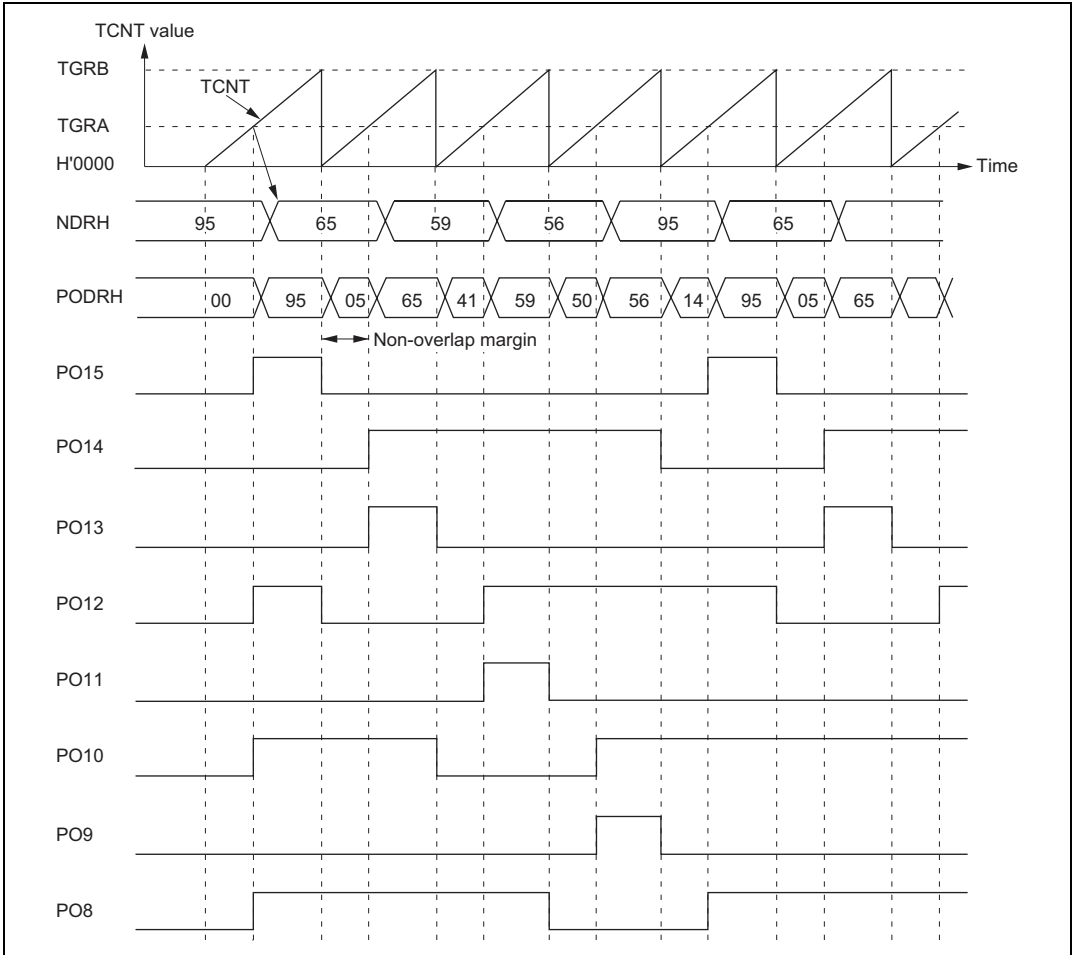 TCNT value
TGRB
TCNT
TGRA
H'0000
Time
NDRH 95 65 59 56 95 65
PODRH 00 95 05 65 41 59 50 56 14 95 05 65
Non-overlap margin
PO15
PO14
PO13
PO12
PO11
PO10
PO9
PO8